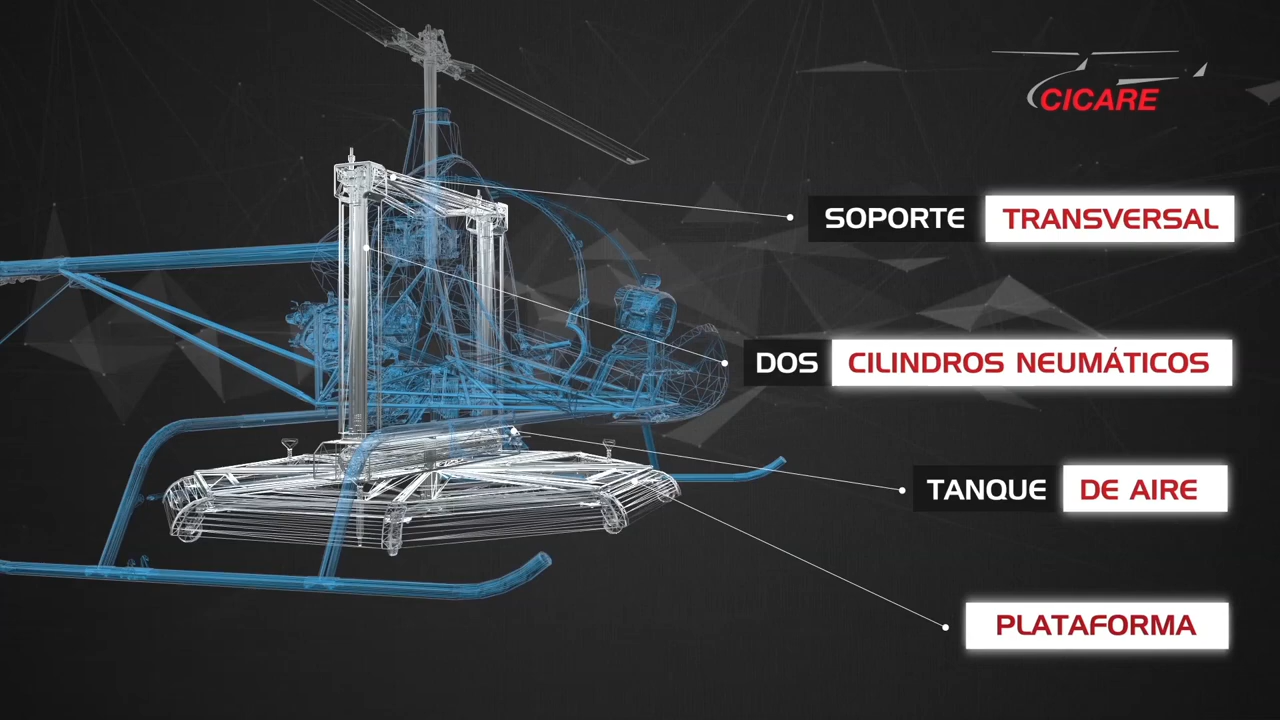 CICARE
SOPORTE TRANSVERSAL
DOS CILINDROS NEUMÁTICOS
TANQUE DE AIRE
PLATAFORMA